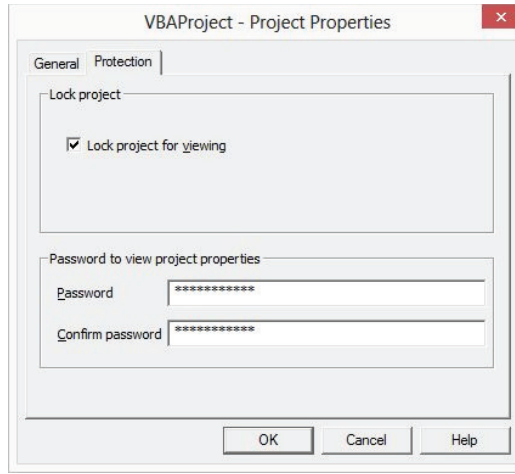 VBAProject - Project Properties
General Protection
Lock project
Lock project for viewing
Password to view project properties
Password ***********
Confirm password ***********
OK Cancel Help